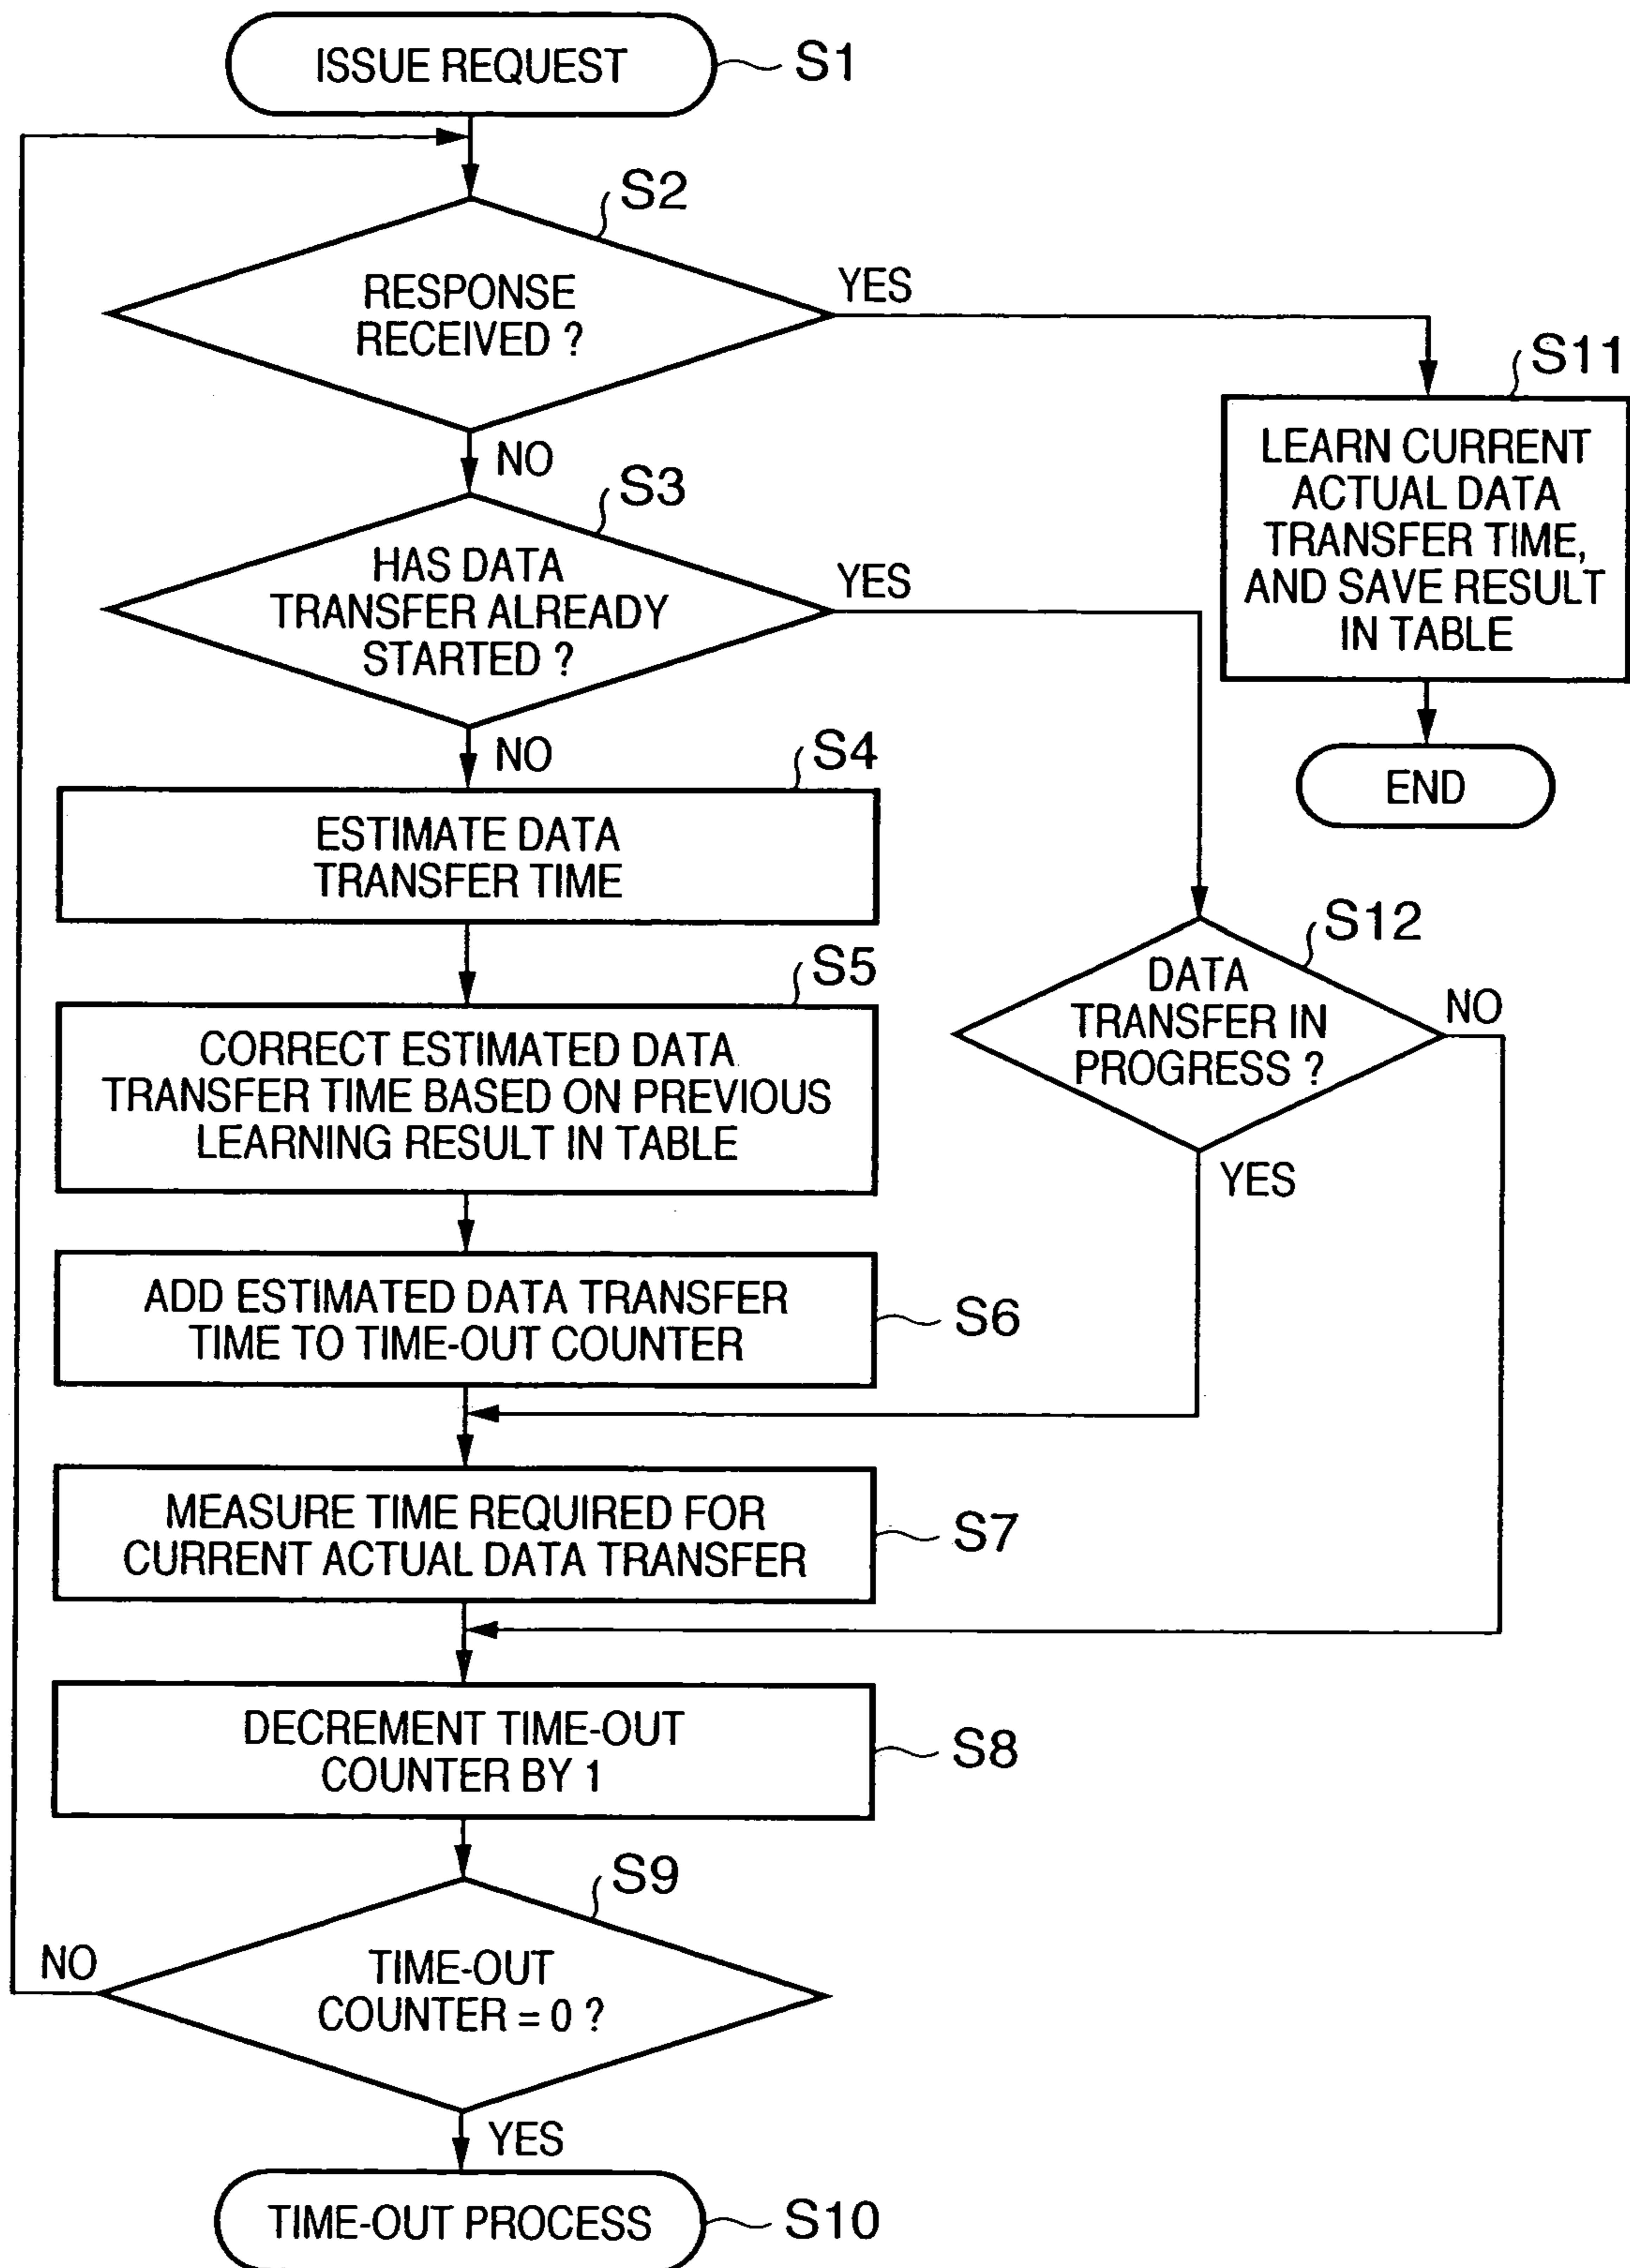 ISSUE REQUEST
S1
S2
RESPONSE
RECEIVED ?
YES
NO
S11
LEARN CURRENT
ACTUAL DATA
TRANSFER TIME,
AND SAVE RESULT
IN TABLE
END
S3
HAS DATA
TRANSFER ALREADY
STARTED ?
YES
NO
S4
ESTIMATE DATA
TRANSFER TIME
S12
DATA
TRANSFER IN
PROGRESS ?
NO
YES
S5
CORRECT ESTIMATED DATA
TRANSFER TIME BASED ON PREVIOUS
LEARNING RESULT IN TABLE
ADD ESTIMATED DATA TRANSFER
TIME TO TIME-OUT COUNTER
S6
MEASURE TIME REQUIRED FOR
CURRENT ACTUAL DATA TRANSFER
S7
DECREMENT TIME-OUT
COUNTER BY 1
S8
S9
TIME-OUT
COUNTER = 0 ?
NO
YES
TIME-OUT PROCESS
S10